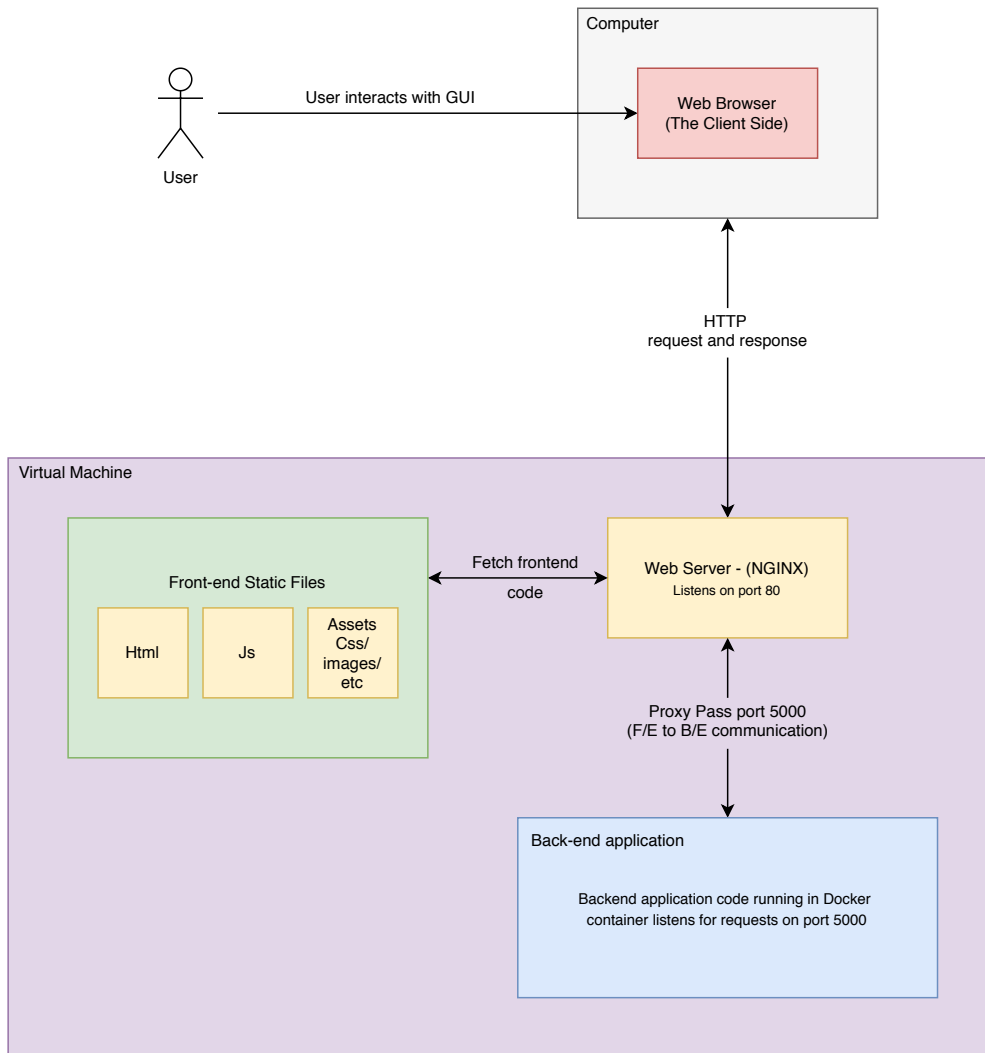 Computer
Web Browser
(The Client Side)
User interacts with GUI
User
HTTP
request and response
Virtual Machine
Front-end Static Files
Html
Js
Assets
Css/
images/
etc
Fetch frontend
code
Web Server - (NGINX)
Listens on port 80
Proxy Pass port 5000
(F/E to B/E communication)
Back-end application
Backend application code running in Docker
container listens for requests on port 5000